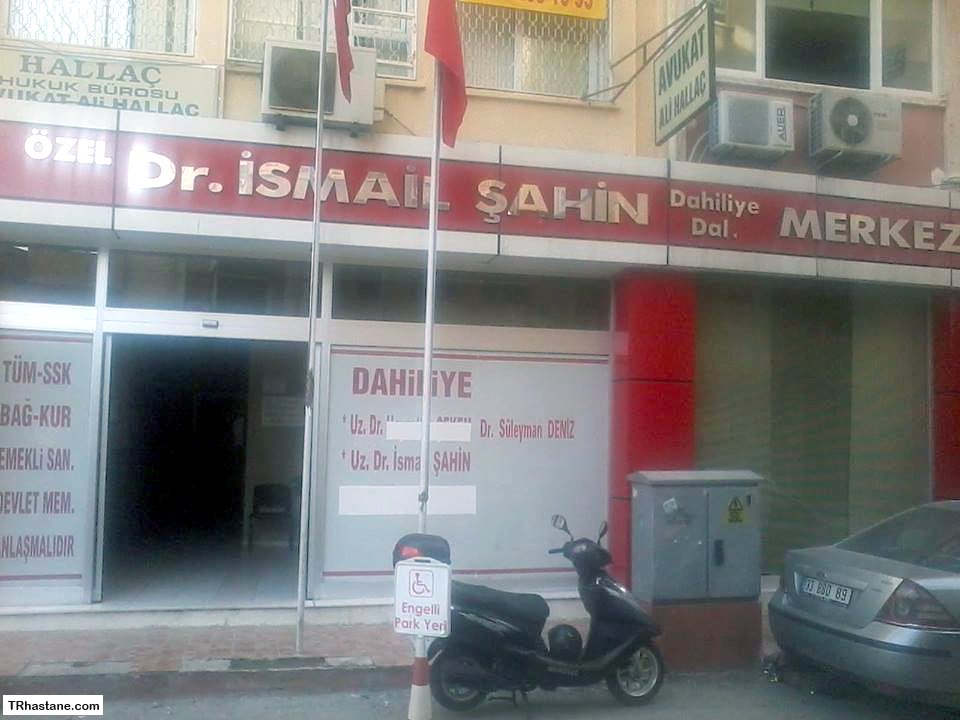 HALLAÇ
HUKUK BÜROSU
AVUKAT Ali HALLAÇ
AVUKAT
ALİ HALLAÇ
AUER
ÖZEL Dr. İSMAİL ŞAHİN Dahiliye Dal. MERKEZ
TÜM-SSK
BAĞ-KUR
EMEKLİ SAN.
DEVLET MEM.
ANLAŞMALIDIR
DAHİLİYE
* Uz. Dr. Dr. Süleyman DENİZ
* Uz. Dr. İsmail ŞAHİN
Engelli
Park Yeri
TRhastane.com